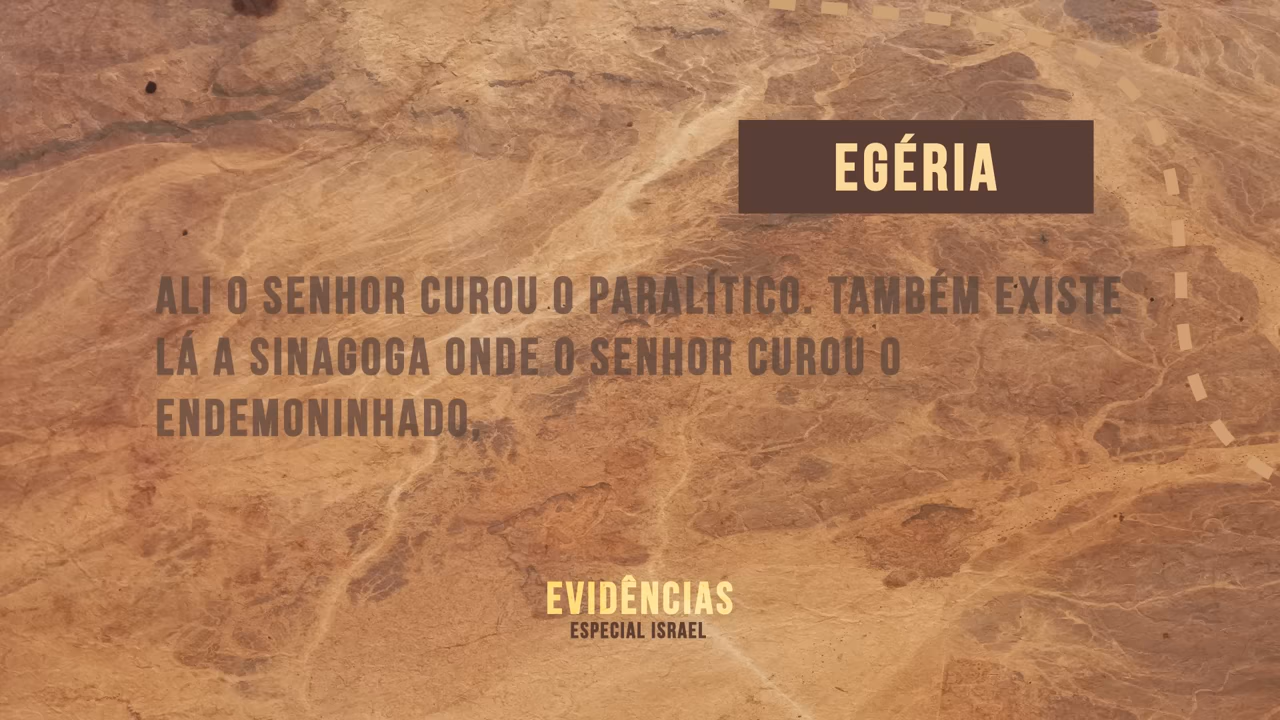 EGÉRIA
ALI O SENHOR CUROU O PARALÍTICO. TAMBÉM EXISTE
LÁ A SINAGOGA ONDE O SENHOR CUROU O
ENDEMONINHADO,
EVIDÊNCIAS
ESPECIAL ISRAEL